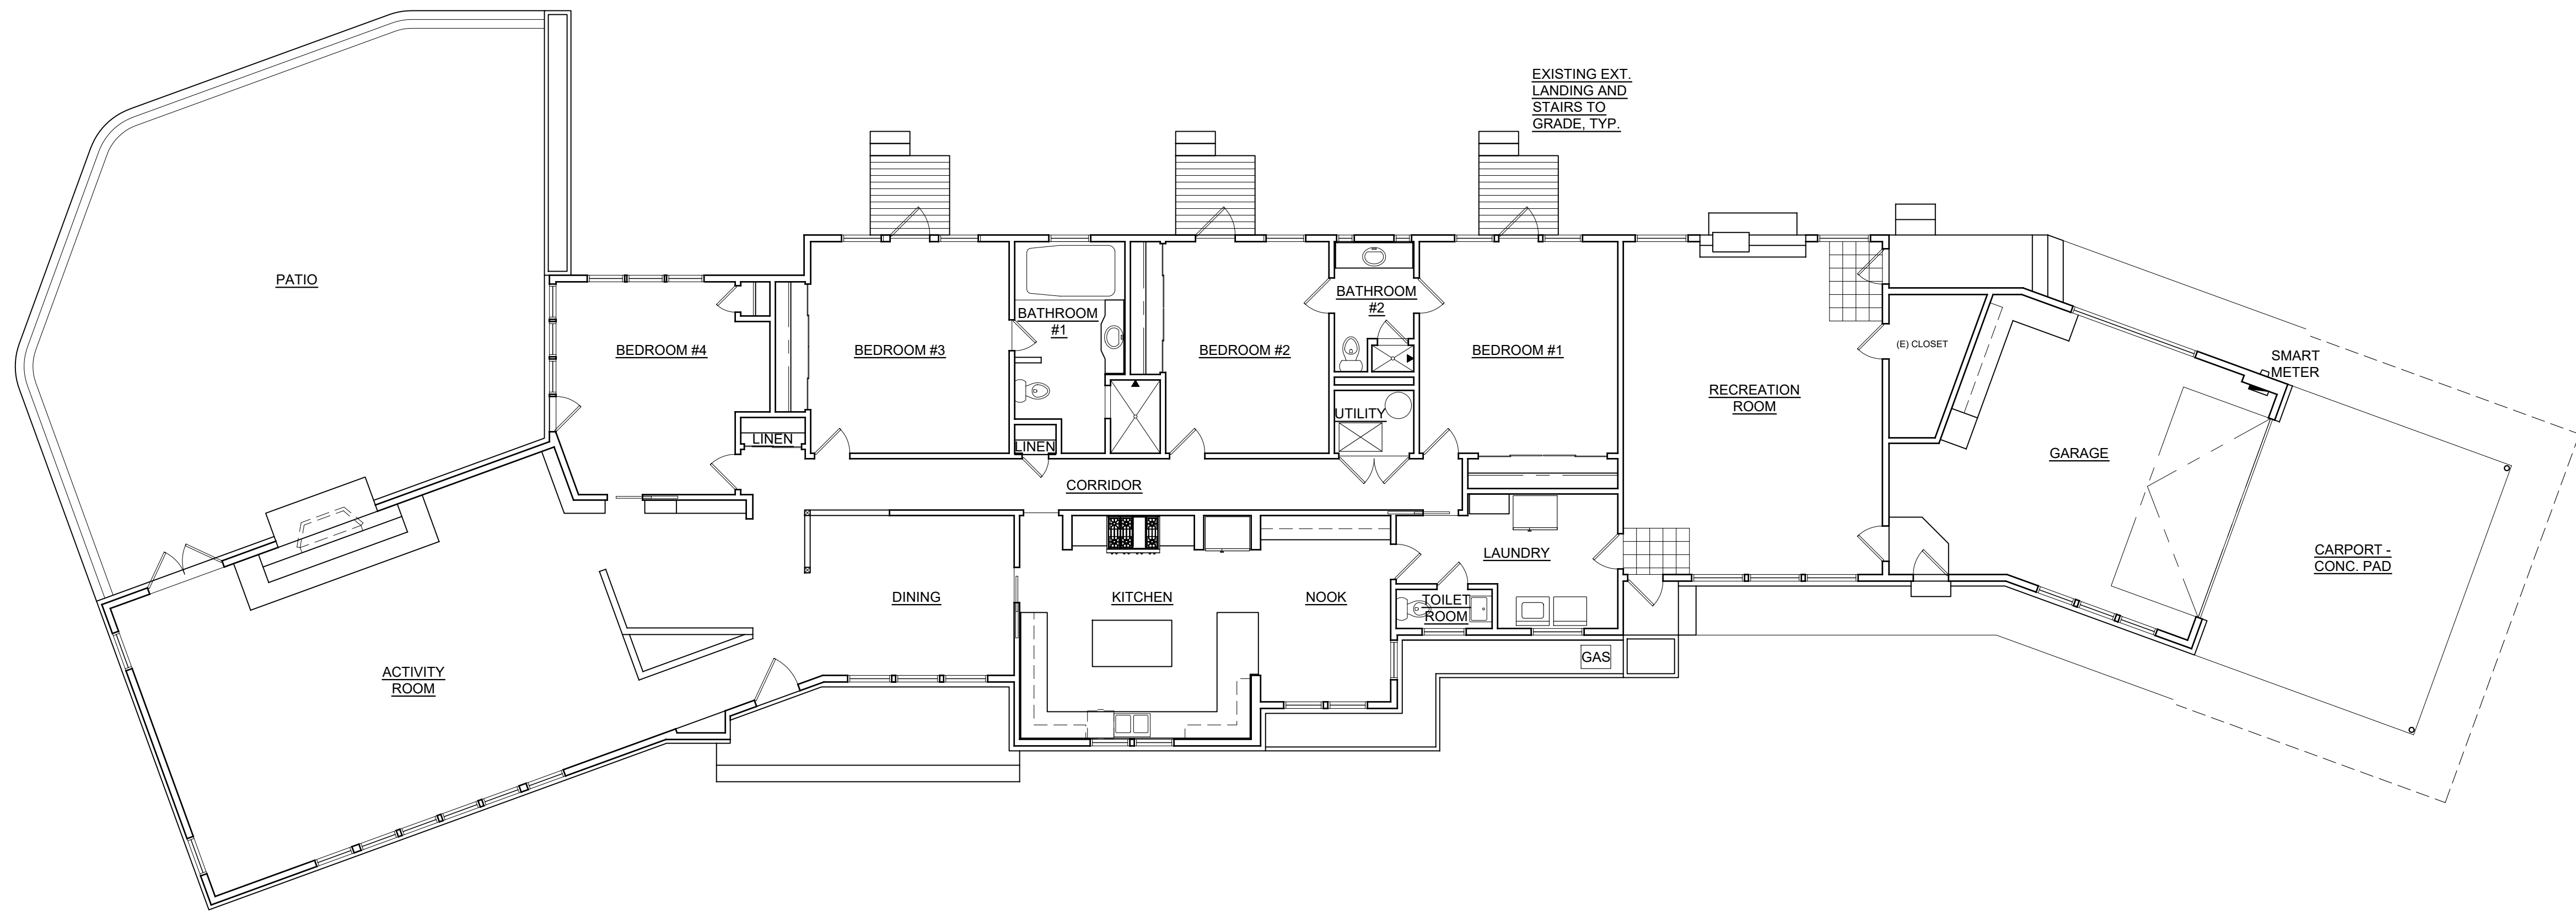 EXISTING EXT.
LANDING AND
STAIRS TO
GRADE, TYP.
PATIO
BEDROOM #4
BEDROOM #3
BATHROOM
#1
BEDROOM #2
BATHROOM
#2
BEDROOM #1
RECREATION
ROOM
(E) CLOSET
SMART
METER
GARAGE
CARPORT -
CONC. PAD
LINEN
LINEN
UTILITY
CORRIDOR
LAUNDRY
TOILET
ROOM
DINING
KITCHEN
NOOK
GAS
ACTIVITY
ROOM